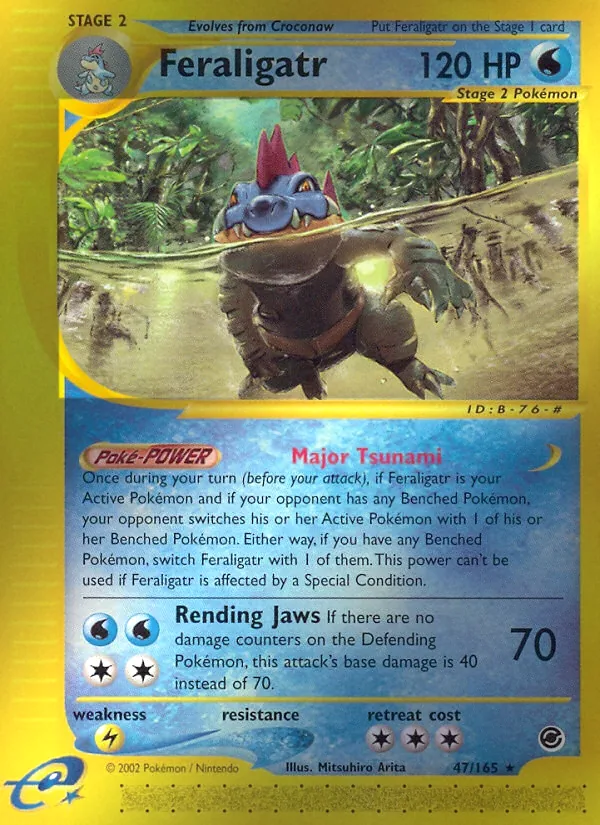 STAGE 2
Evolves from Croconaw
Put Feraligatr on the Stage 1 card
Feraligatr
120 HP
Stage 2 Pokémon
ID:B-76-#
Poké-POWER
Major Tsunami
Once during your turn (before your attack), if Feraligatr is your
Active Pokémon and if your opponent has any Benched Pokémon,
your opponent switches his or her Active Pokémon with 1 of his or
her Benched Pokémon. Either way, if you have any Benched
Pokémon, switch Feraligatr with 1 of them. This power can't be
used if Feraligatr is affected by a Special Condition.
Rending Jaws If there are no
damage counters on the Defending
Pokémon, this attack's base damage is 40
instead of 70.
70
weakness
resistance
retreat cost
© 2002 Pokémon / Nintendo
Illus. Mitsuhiro Arita
47/165 ★
e